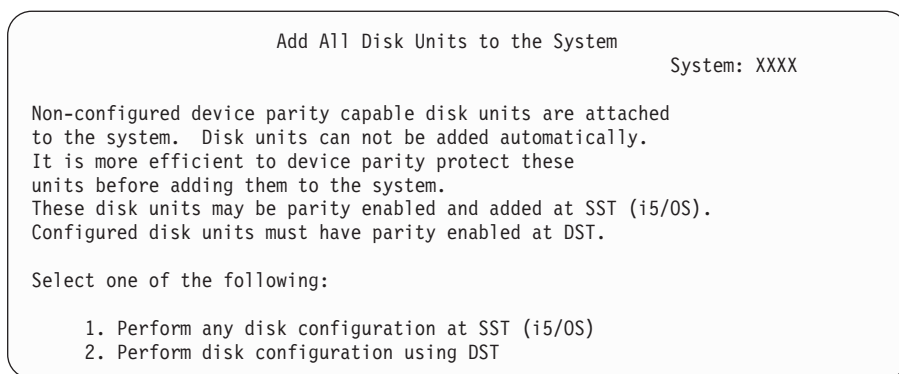 Add All Disk Units to the System
System: XXXX
Non-configured device parity capable disk units are attached
to the system. Disk units can not be added automatically.
It is more efficient to device parity protect these
units before adding them to the system.
These disk units may be parity enabled and added at SST (i5/OS).
Configured disk units must have parity enabled at DST.
Select one of the following:
1. Perform any disk configuration at SST (i5/OS)
2. Perform disk configuration using DST